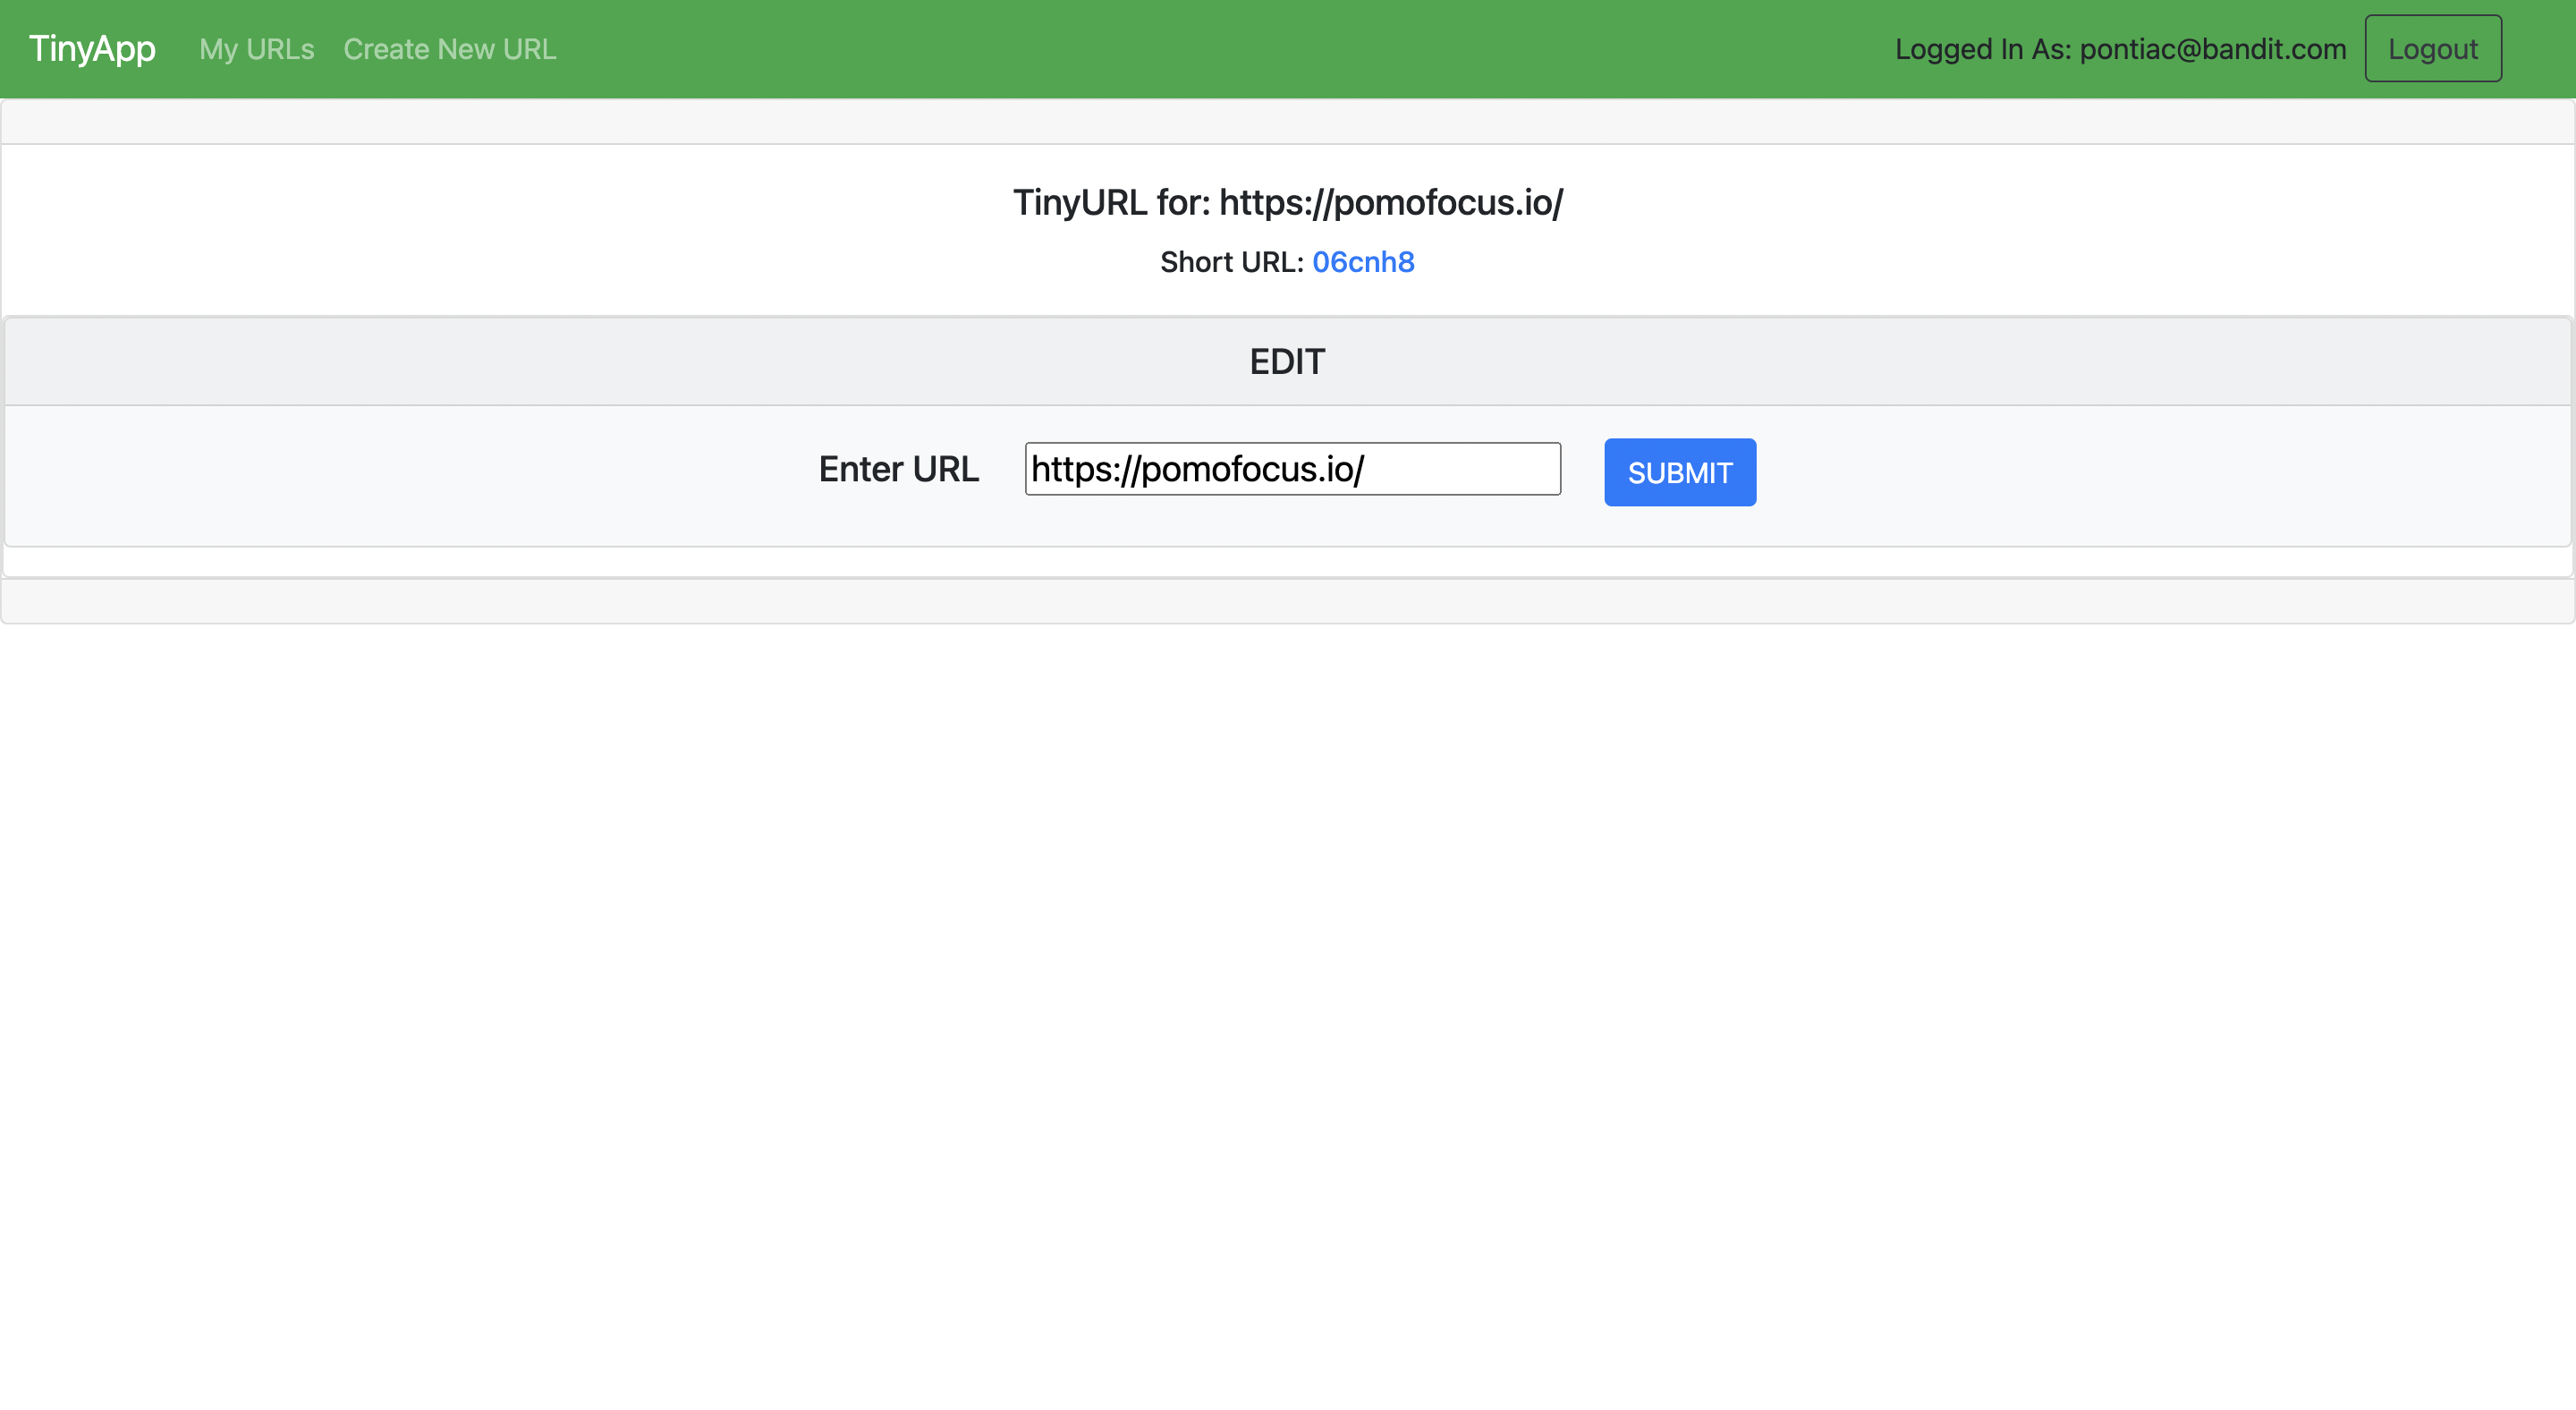 TinyApp My URLs Create New URL Logged In As: pontiac@bandit.com Logout
TinyURL for: https://pomofocus.io/
Short URL: 06cnh8
EDIT
Enter URL https://pomofocus.io/ SUBMIT